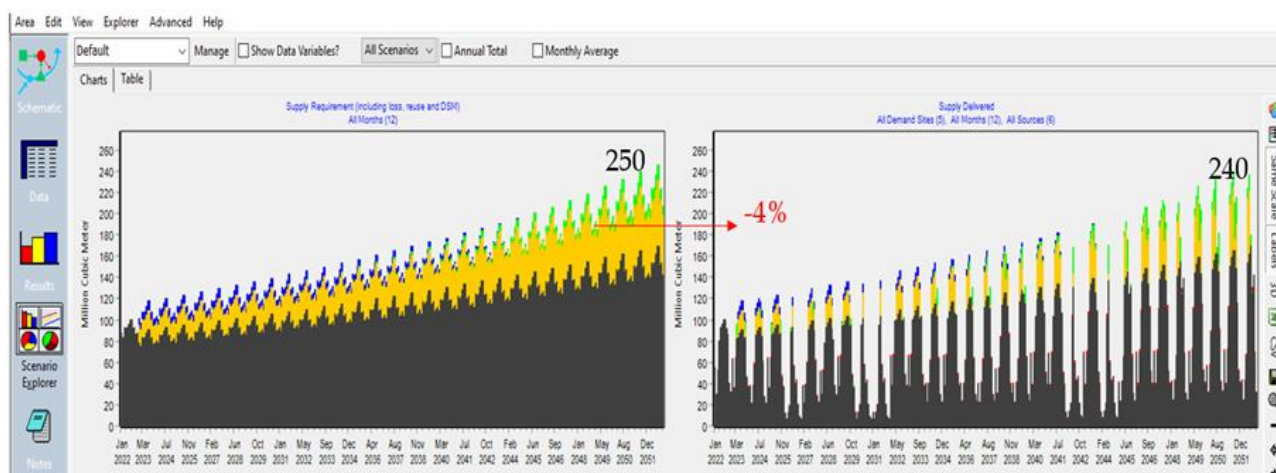 Area Edit View Explorer Advanced Help
Default Manage Show Data Variables? All Scenarios Annual Total Monthly Average
Charts Table
Schematic
Data
Results
Scenario
Explorer
Notes
Supply Requirement (including loss, reuse and DSM)
All Months (12)
Million Cubic Meter
260
240
220
200
180
160
140
120
100
80
60
40
20
0
250
-4%
Jan Mar Jul Nov Feb Jun Oct Jan May Sep Dec Apr Aug Nov Mar Jul Oct Feb Jun Sep Jan May Aug Dec
2022 2023 2024 2025 2027 2028 2029 2031 2032 2033 2034 2036 2037 2038 2040 2041 2042 2044 2045 2046 2048 2049 2050 2051
Supply Delivered
All Demand Sites (5), All Months (12), All Sources (6)
Million Cubic Meter
260
240
220
200
180
160
140
120
100
80
60
40
20
0
240
Jan Mar Jul Nov Feb Jun Oct Jan May Sep Dec Apr Aug Nov Mar Jul Oct Feb Jun Sep Jan May Aug Dec
2022 2023 2024 2025 2027 2028 2029 2031 2032 2033 2034 2036 2037 2038 2040 2041 2042 2044 2045 2046 2048 2049 2050 2051
Same Scale
Labels
3D
CSV